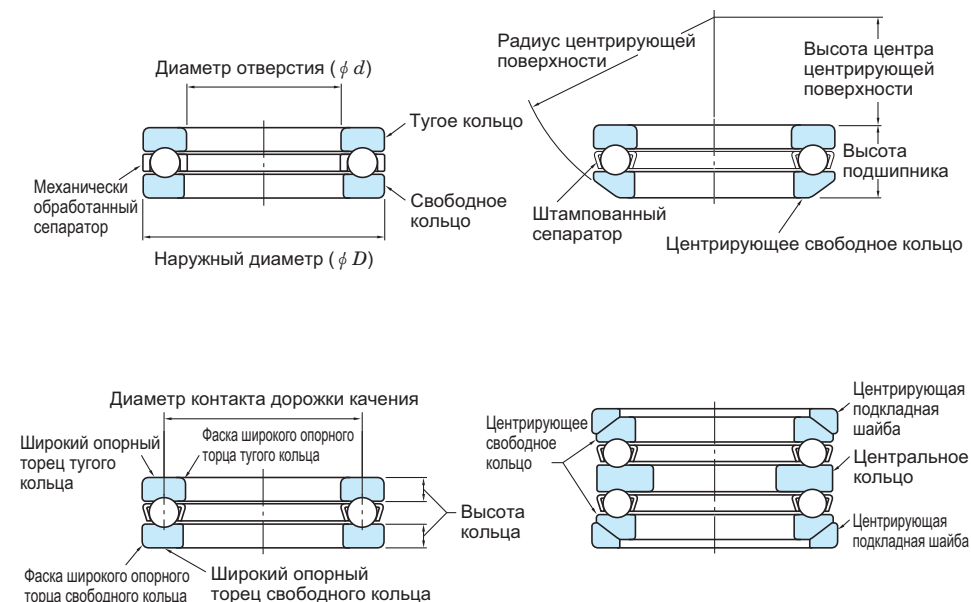 Диаметр отверстия ( ϕ d)
Тугое кольцо
Механически
обработанный
сепаратор
Свободное
кольцо
Наружный диаметр ( ϕ D)
Радиус центрирующей
поверхности
Высота центра
центрирующей
поверхности
Высота
подшипника
Штампованный
сепаратор
Центрирующее свободное кольцо
Диаметр контакта дорожки качения
Широкий опорный
торец тугого
кольца
Фаска широкого опорного
торца тугого кольца
Высота
кольца
Фаска широкого опорного
торца свободного кольца
Широкий опорный
торец свободного кольца
Центрирующее
свободное
кольцо
Центрирующая
подкладная
шайба
Центральное
кольцо
Центрирующая
подкладная шайба